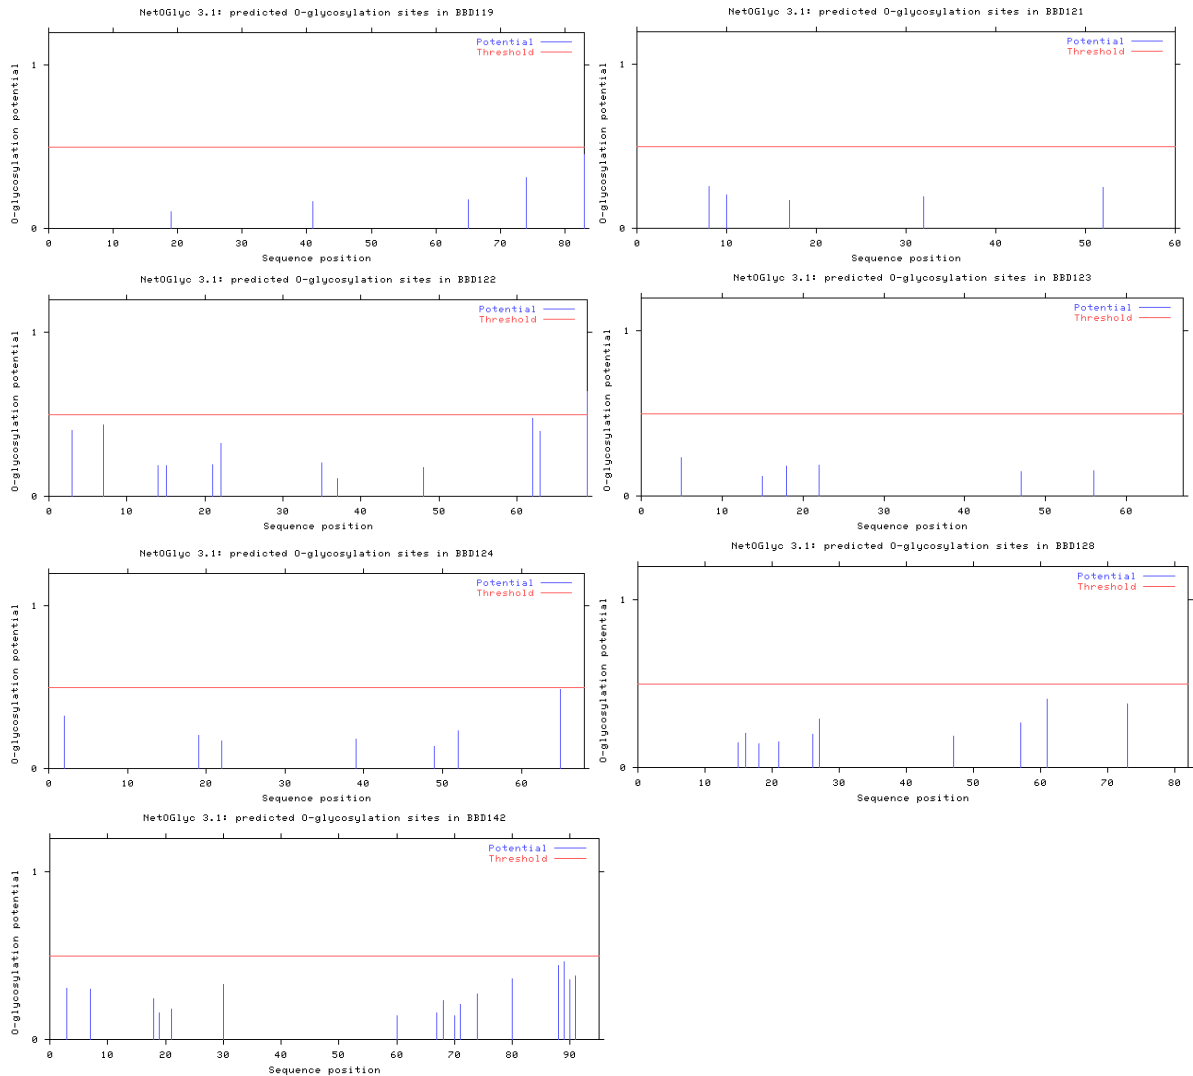 NetOGlyc 3.1: predicted O-glycosylation sites in BBD119
Potential
Threshold
O-glycosylation potential
1
0
0 10 20 30 40 50 60 70 80
Sequence position
NetOGlyc 3.1: predicted O-glycosylation sites in BBD121
Potential
Threshold
O-glycosylation potential
1
0
0 10 20 30 40 50 60
Sequence position
NetOGlyc 3.1: predicted O-glycosylation sites in BBD122
Potential
Threshold
O-glycosylation potential
1
0
0 10 20 30 40 50 60
Sequence position
NetOGlyc 3.1: predicted O-glycosylation sites in BBD123
Potential
Threshold
O-glycosylation potential
1
0
0 10 20 30 40 50 60
Sequence position
NetOGlyc 3.1: predicted O-glycosylation sites in BBD124
Potential
Threshold
O-glycosylation potential
1
0
0 10 20 30 40 50 60
Sequence position
NetOGlyc 3.1: predicted O-glycosylation sites in BBD128
Potential
Threshold
O-glycosylation potential
1
0
0 10 20 30 40 50 60 70 80
Sequence position
NetOGlyc 3.1: predicted O-glycosylation sites in BBD142
Potential
Threshold
O-glycosylation potential
1
0
0 10 20 30 40 50 60 70 80 90
Sequence position